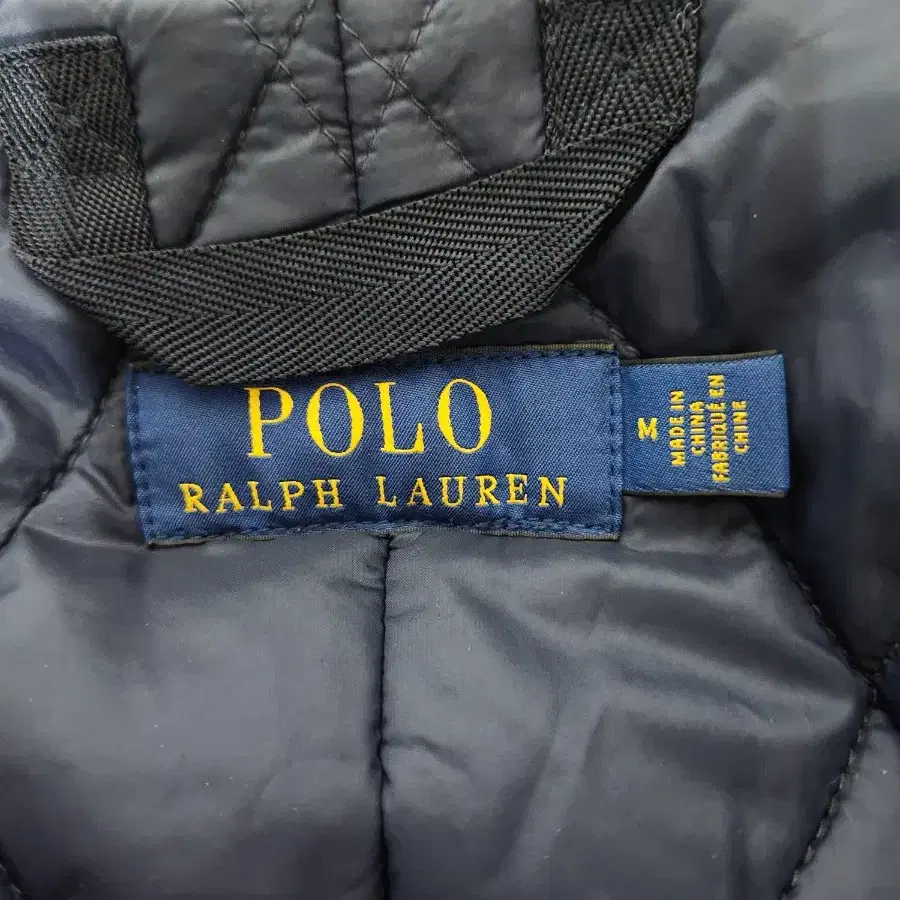 POLO
RALPH LAUREN
M
MADE IN
CHINA
FABRIQUÉ EN
CHINE